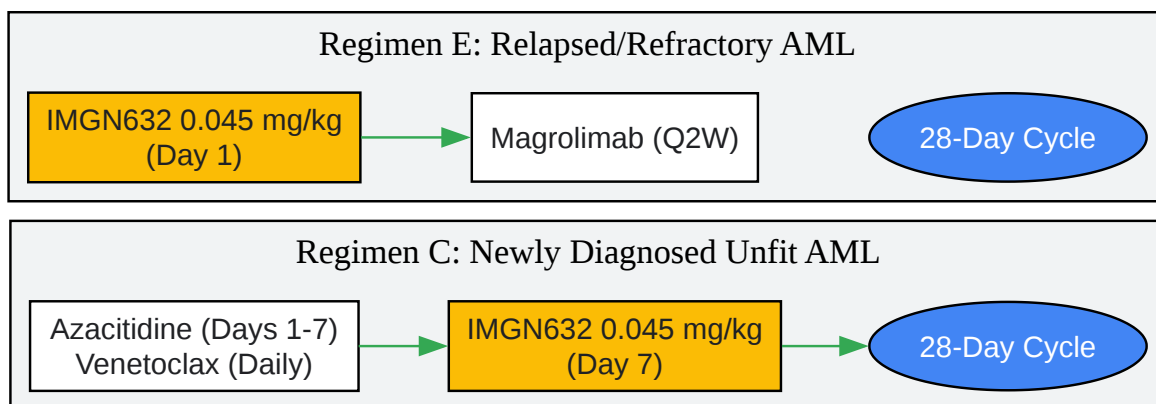 Regimen E: Relapsed/Refractory AML
IMGN632 0.045 mg/kg
(Day 1)
Magrolimab (Q2W)
28-Day Cycle
Regimen C: Newly Diagnosed Unfit AML
Azacitidine (Days 1-7)
Venetoclax (Daily)
IMGN632 0.045 mg/kg
(Day 7)
28-Day Cycle